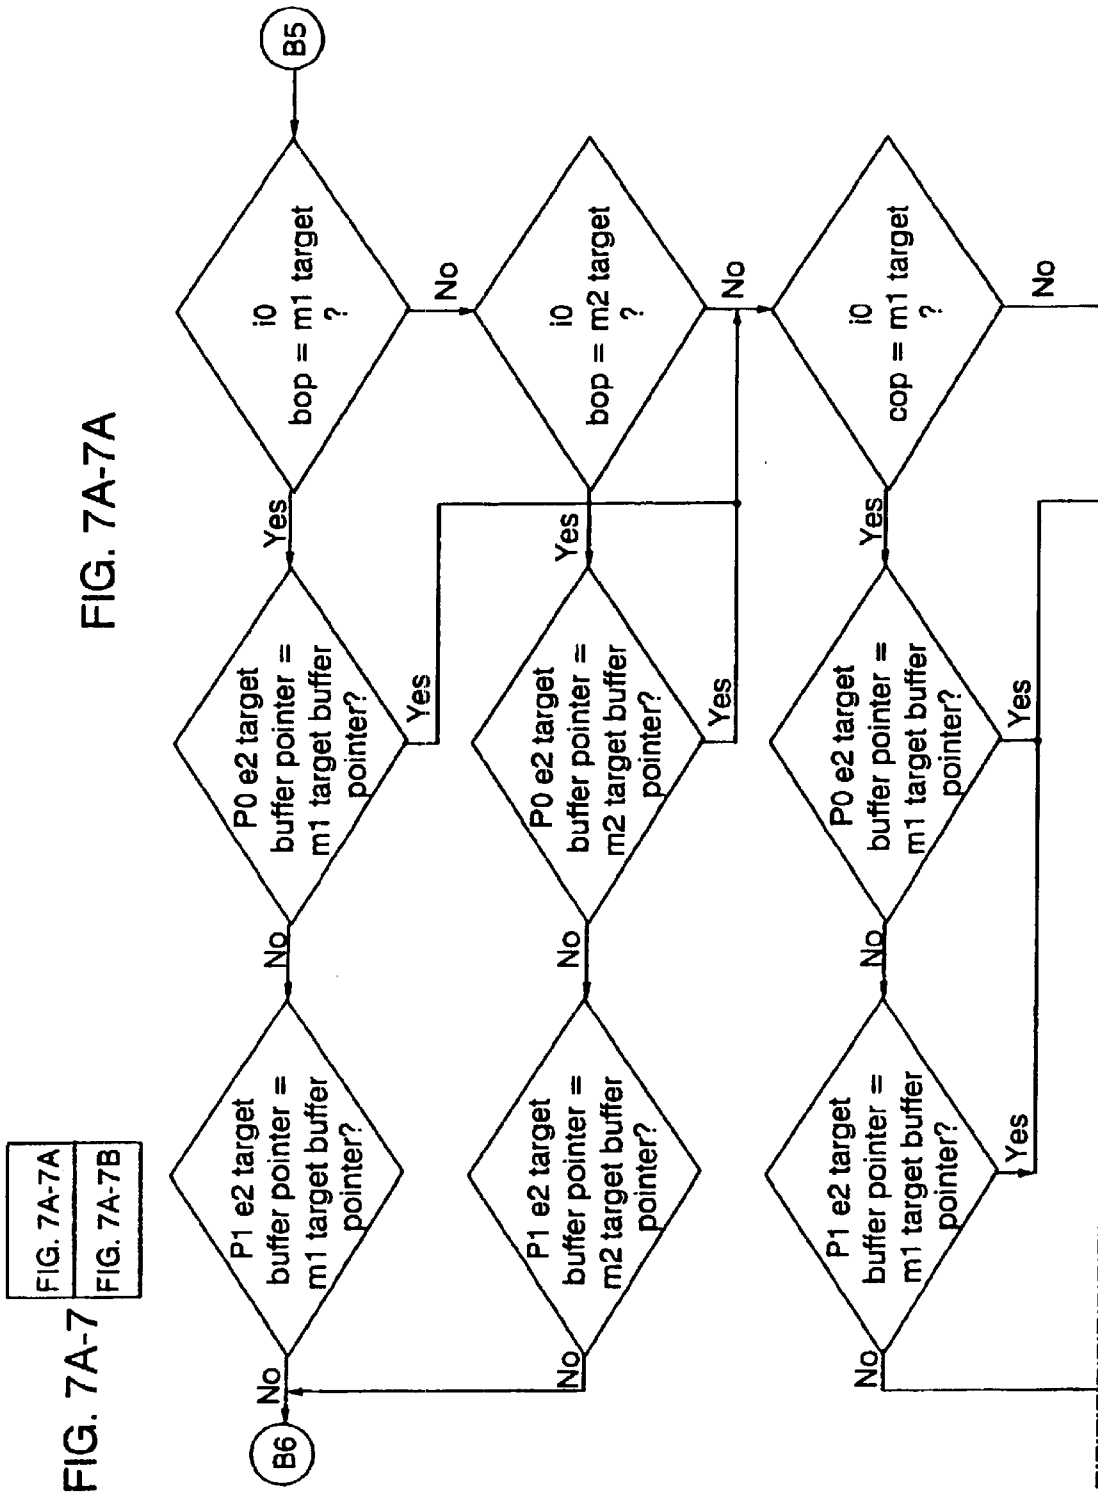 FIG. 7A-7
FIG. 7A-7A
FIG. 7A-7B
FIG. 7A-7A
B5
i0
bop = m1 target
?
Yes
No
P0 e2 target
buffer pointer =
m1 target buffer
pointer?
Yes
No
P1 e2 target
buffer pointer =
m1 target buffer
pointer?
No
B6
i0
bop = m2 target
?
Yes
No
P0 e2 target
buffer pointer =
m2 target buffer
pointer?
Yes
No
P1 e2 target
buffer pointer =
m2 target buffer
pointer?
No
i0
cop = m1 target
?
Yes
No
P0 e2 target
buffer pointer =
m1 target buffer
pointer?
Yes
No
P1 e2 target
buffer pointer =
m1 target buffer
pointer?
Yes
No